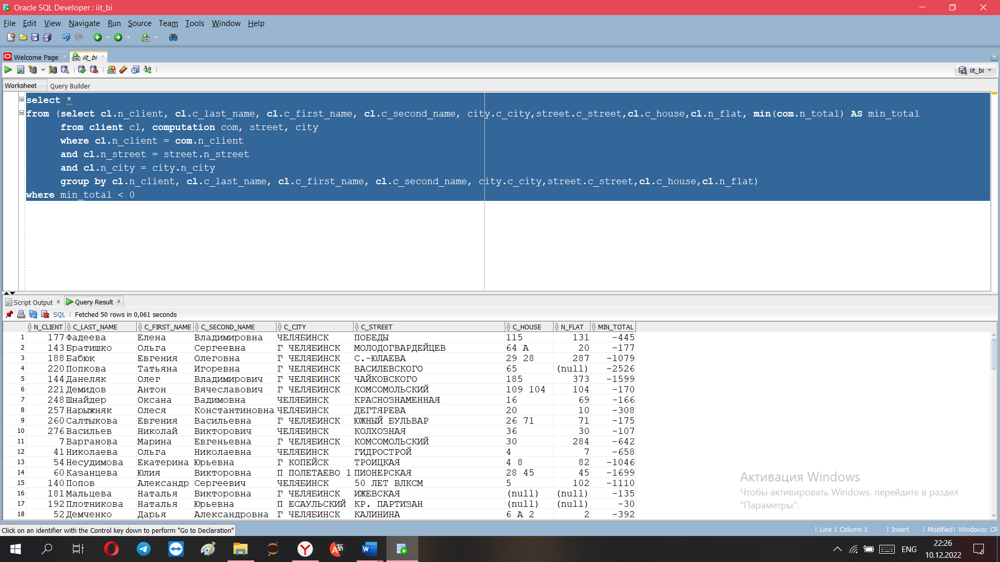 Oracle SQL Developer : iit_bi
File Edit View Navigate Run Source Team Tools Window Help
Welcome Page iit_bi
iit_bi
Worksheet Query Builder
select *
from (select cl.n_client, cl.c_last_name, cl.c_first_name, cl.c_second_name, city.c_city,street.c_street,cl.c_house,cl.n_flat, min(com.n_total) AS min_total
from client cl, computation com, street, city
where cl.n_client = com.n_client
and cl.n_street = street.n_street
and cl.n_city = city.n_city
group by cl.n_client, cl.c_last_name, cl.c_first_name, cl.c_second_name, city.c_city,street.c_street,cl.c_house,cl.n_flat)
where min_total < 0
Script Output x Query Result x
SQL Fetched 50 rows in 0,061 seconds
N_CLIENT C_LAST_NAME C_FIRST_NAME C_SECOND_NAME C_CITY C_STREET C_HOUSE N_FLAT MIN_TOTAL
1 177 Фадеева Елена Владимировна ЧЕЛЯБИНСК ПОБЕДЫ 115 131 -445
2 143 Братишко Ольга Сергеевна Г ЧЕЛЯБИНСК МОЛОДОГВАРДЕЙЦЕВ 64 А 20 -177
3 188 Бабюк Евгения Олеговна Г ЧЕЛЯБИНСК С.-ЮЛАЕВА 29 28 287 -1079
4 220 Попкова Татьяна Игоревна Г ЧЕЛЯБИНСК ВАСИЛЕВСКОГО 65 (null) -2526
5 144 Данеляк Олег Владимирович Г ЧЕЛЯБИНСК ЧАЙКОВСКОГО 185 373 -1599
6 221 Демидов Антон Вячеславович Г ЧЕЛЯБИНСК КОМСОМОЛЬСКИЙ 109 104 104 -170
7 248 Шнайдер Оксана Вадимовна ЧЕЛЯБИНСК КРАСНОЗНАМЕННАЯ 16 69 -166
8 257 Нарыжняк Олеся Константиновна ЧЕЛЯБИНСК ДЕГТЯРЕВА 20 10 -308
9 260 Салтыкова Евгения Васильевна Г ЧЕЛЯБИНСК ЮЖНЫЙ БУЛЬВАР 26 71 71 -175
10 276 Васильев Николай Викторович ЧЕЛЯБИНСК КОЛХОЗНАЯ 36 30 -107
11 7 Варганова Марина Евгеньевна Г ЧЕЛЯБИНСК КОМСОМОЛЬСКИЙ 30 284 -642
12 41 Николаева Ольга Николаевна ЧЕЛЯБИНСК ГИДРОСТРОЙ 4 7 -658
13 54 Несудимова Екатерина Юрьевна Г КОПЕЙСК ТРОИЦКАЯ 4 8 82 -1046
14 60 Казанцева Юлия Викторовна П ПОЛЕТАЕВО 1 ПИОНЕРСКАЯ 28 45 45 -1699
15 140 Попов Александр Сергеевич ЧЕЛЯБИНСК 50 ЛЕТ ВЛКСМ 5 102 -1110
16 181 Мальцева Наталья Викторовна Г ЧЕЛЯБИНСК ИЖЕВСКАЯ (null) (null) -135
17 192 Плотникова Наталья Юрьевна П ЕСАУЛЬСКИЙ КР. ПАРТИЗАН (null) (null) -30
18 52 Демченко Дарья Александровна Г ЧЕЛЯБИНСК КАЛИНИНА 6 А 2 2 -392
Активация Windows
Чтобы активировать Windows, перейдите в раздел
"Параметры".
Click on an identifier with the Control key down to perform "Go to Declaration"
Line 1 Column 1 Insert Modified Windows: CR
ENG
22:26
10.12.2022